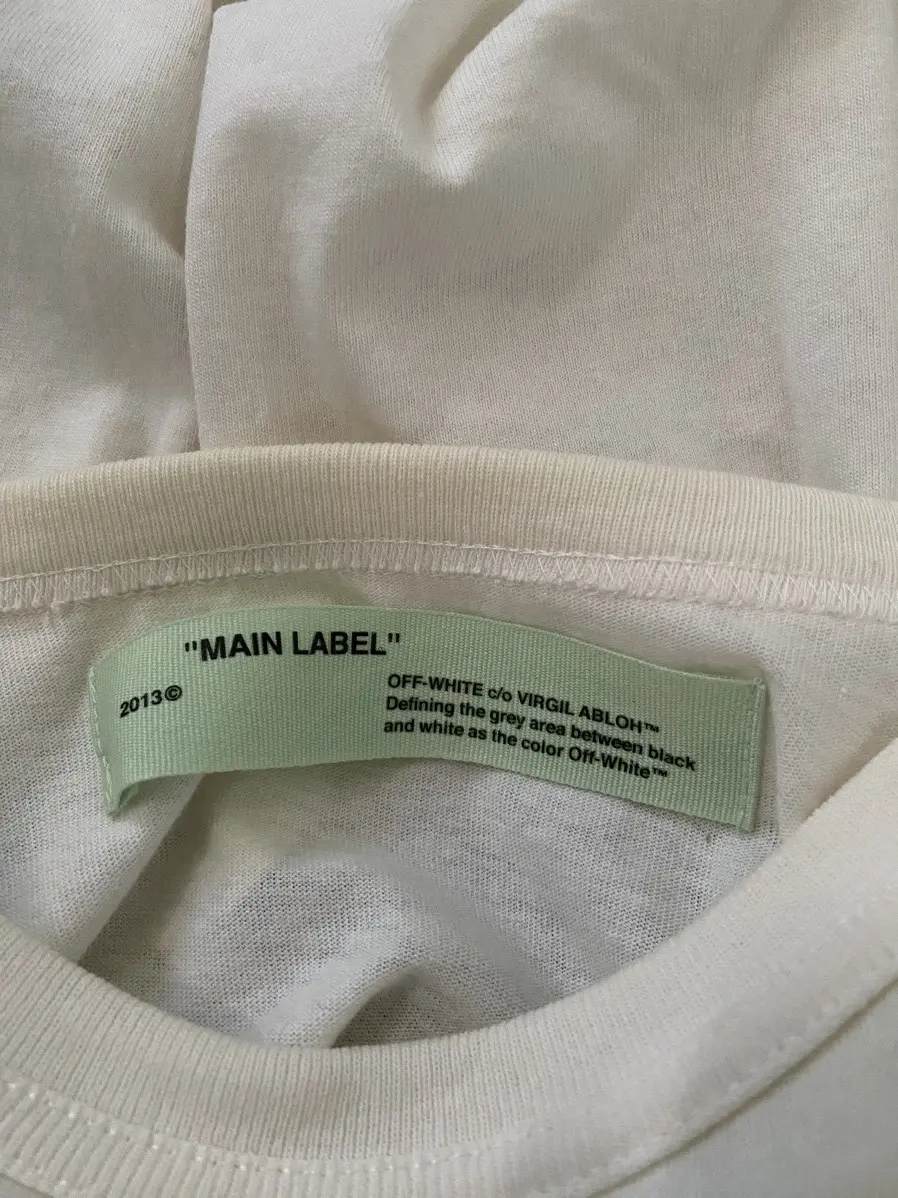 "MAIN LABEL"
2013©
OFF-WHITE c/o VIRGIL ABLOH™
Defining the grey area between black
and white as the color Off-White™